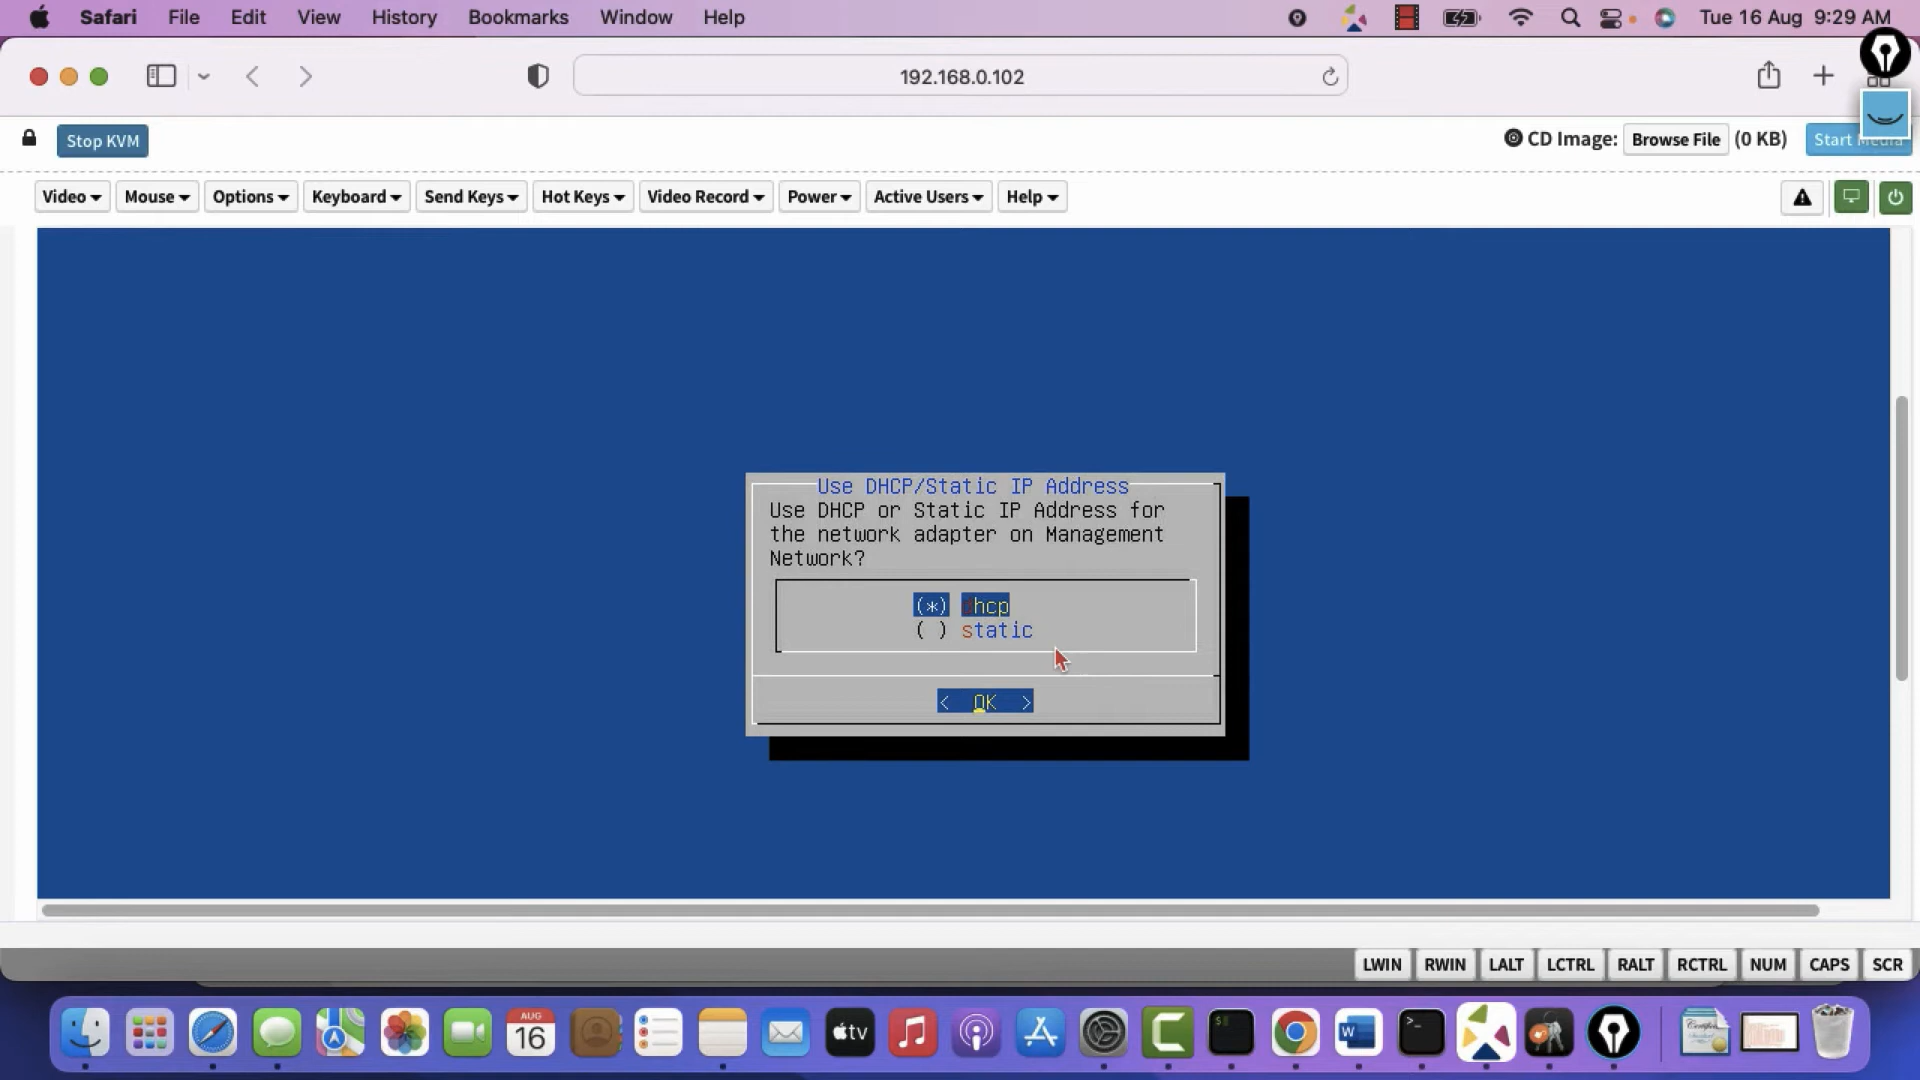 Safari File Edit View History Bookmarks Window Help Tue 16 Aug 9:29 AM
192.168.0.102
Stop KVM CD Image: Browse File (0 KB) Start Media
Video Mouse Options Keyboard Send Keys Hot Keys Video Record Power Active Users Help
Use DHCP/Static IP Address
Use DHCP or Static IP Address for
the network adapter on Management
Network?
(*) dhcp
( ) static
< OK >
LWIN RWIN LALT LCTRL RALT RCTRL NUM CAPS SCR
AUG
16
tv
$
W
>_